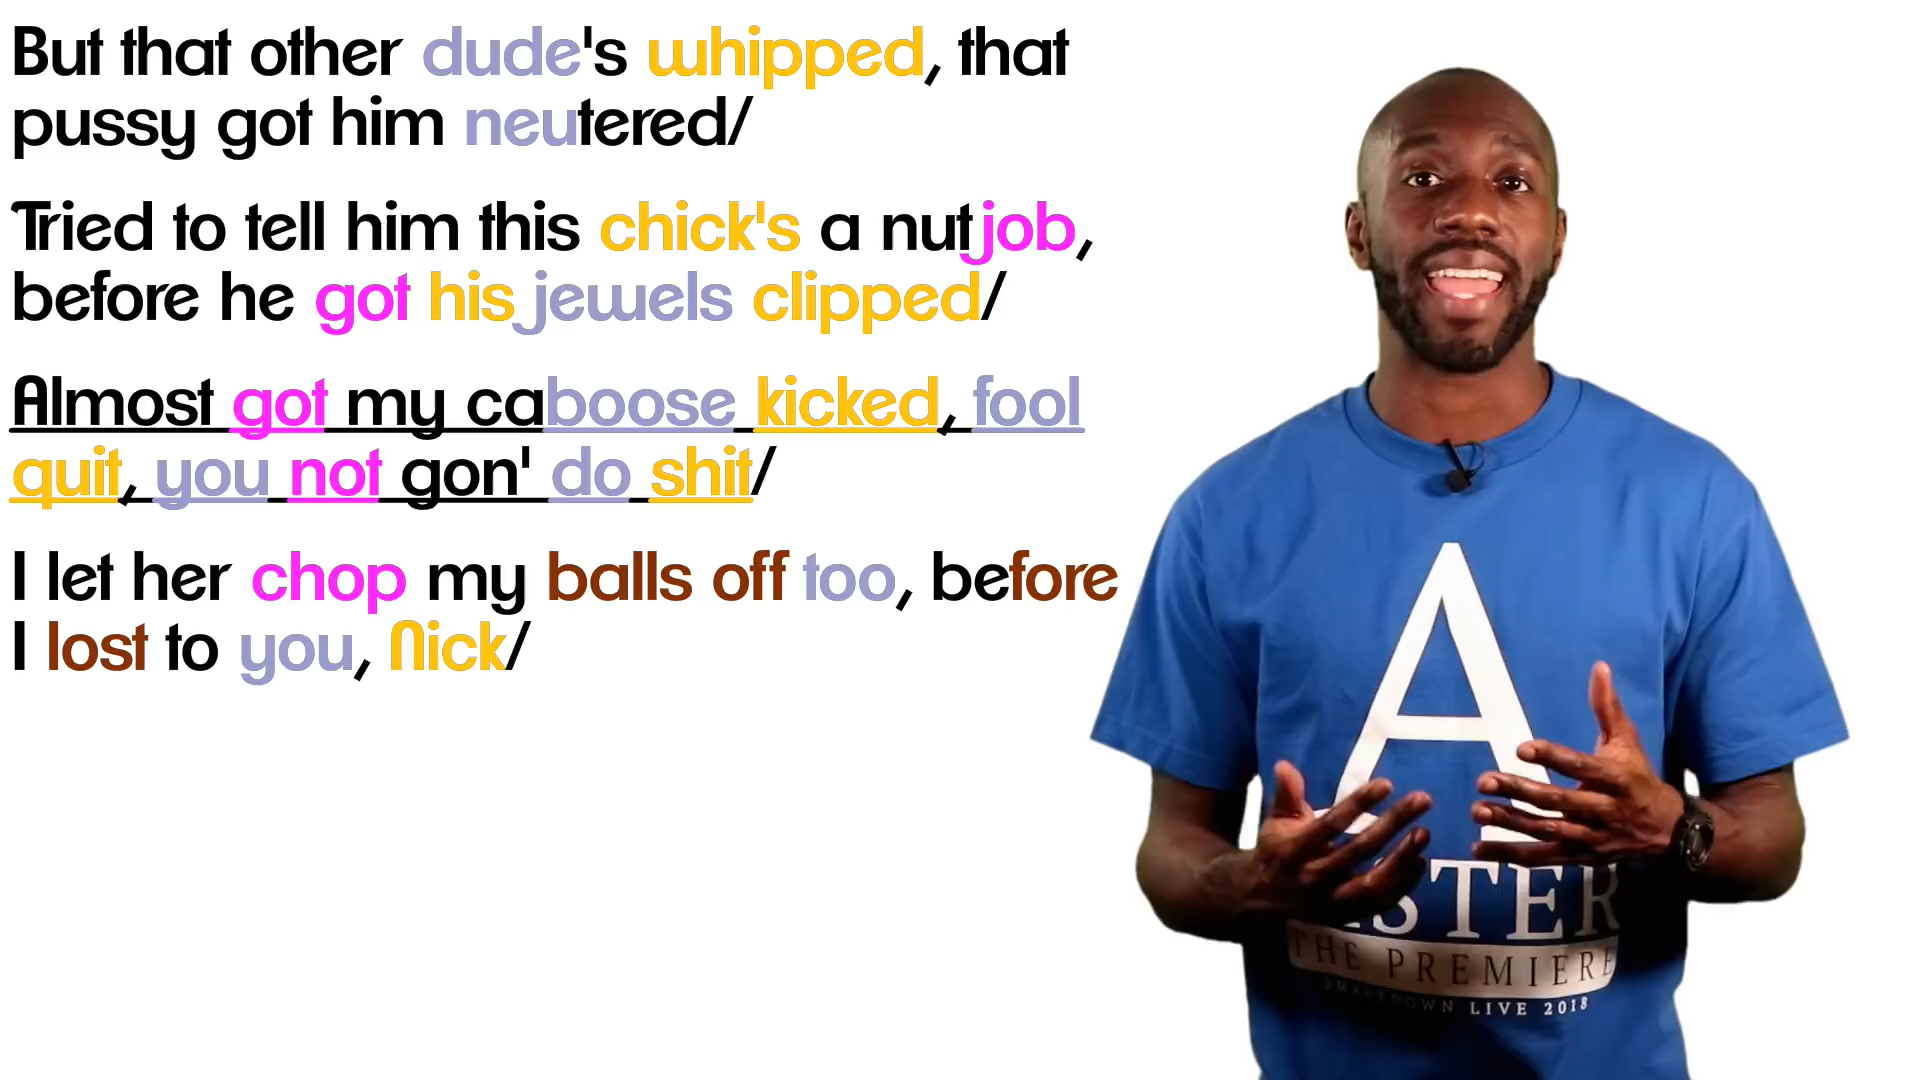 But that other dude's whipped, that
pussy got him neutered/
Tried to tell him this chick's a nutjob,
before he got his jewels clipped/
Almost got my caboose kicked, fool
quit, you not gon' do shit/
I let her chop my balls off too, before
I lost to you, Nick/
A
STER
THE PREMIERE
SMACKDOWN LIVE 2018